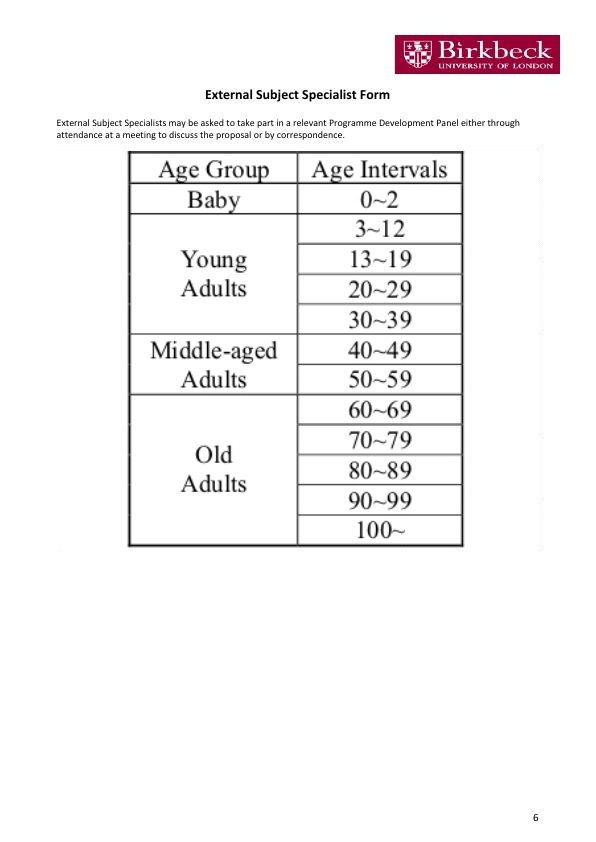 Birkbeck
UNIVERSITY OF LONDON
External Subject Specialist Form
External Subject Specialists may be asked to take part in a relevant Programme Development Panel either through
attendance at a meeting to discuss the proposal or by correspondence.
Age Group Age Intervals
Baby 0~2
3~12
Young 13~19
Adults 20~29
30~39
Middle-aged 40~49
Adults 50~59
60~69
70~79
Old
Adults 80~89
90~99
100~
6